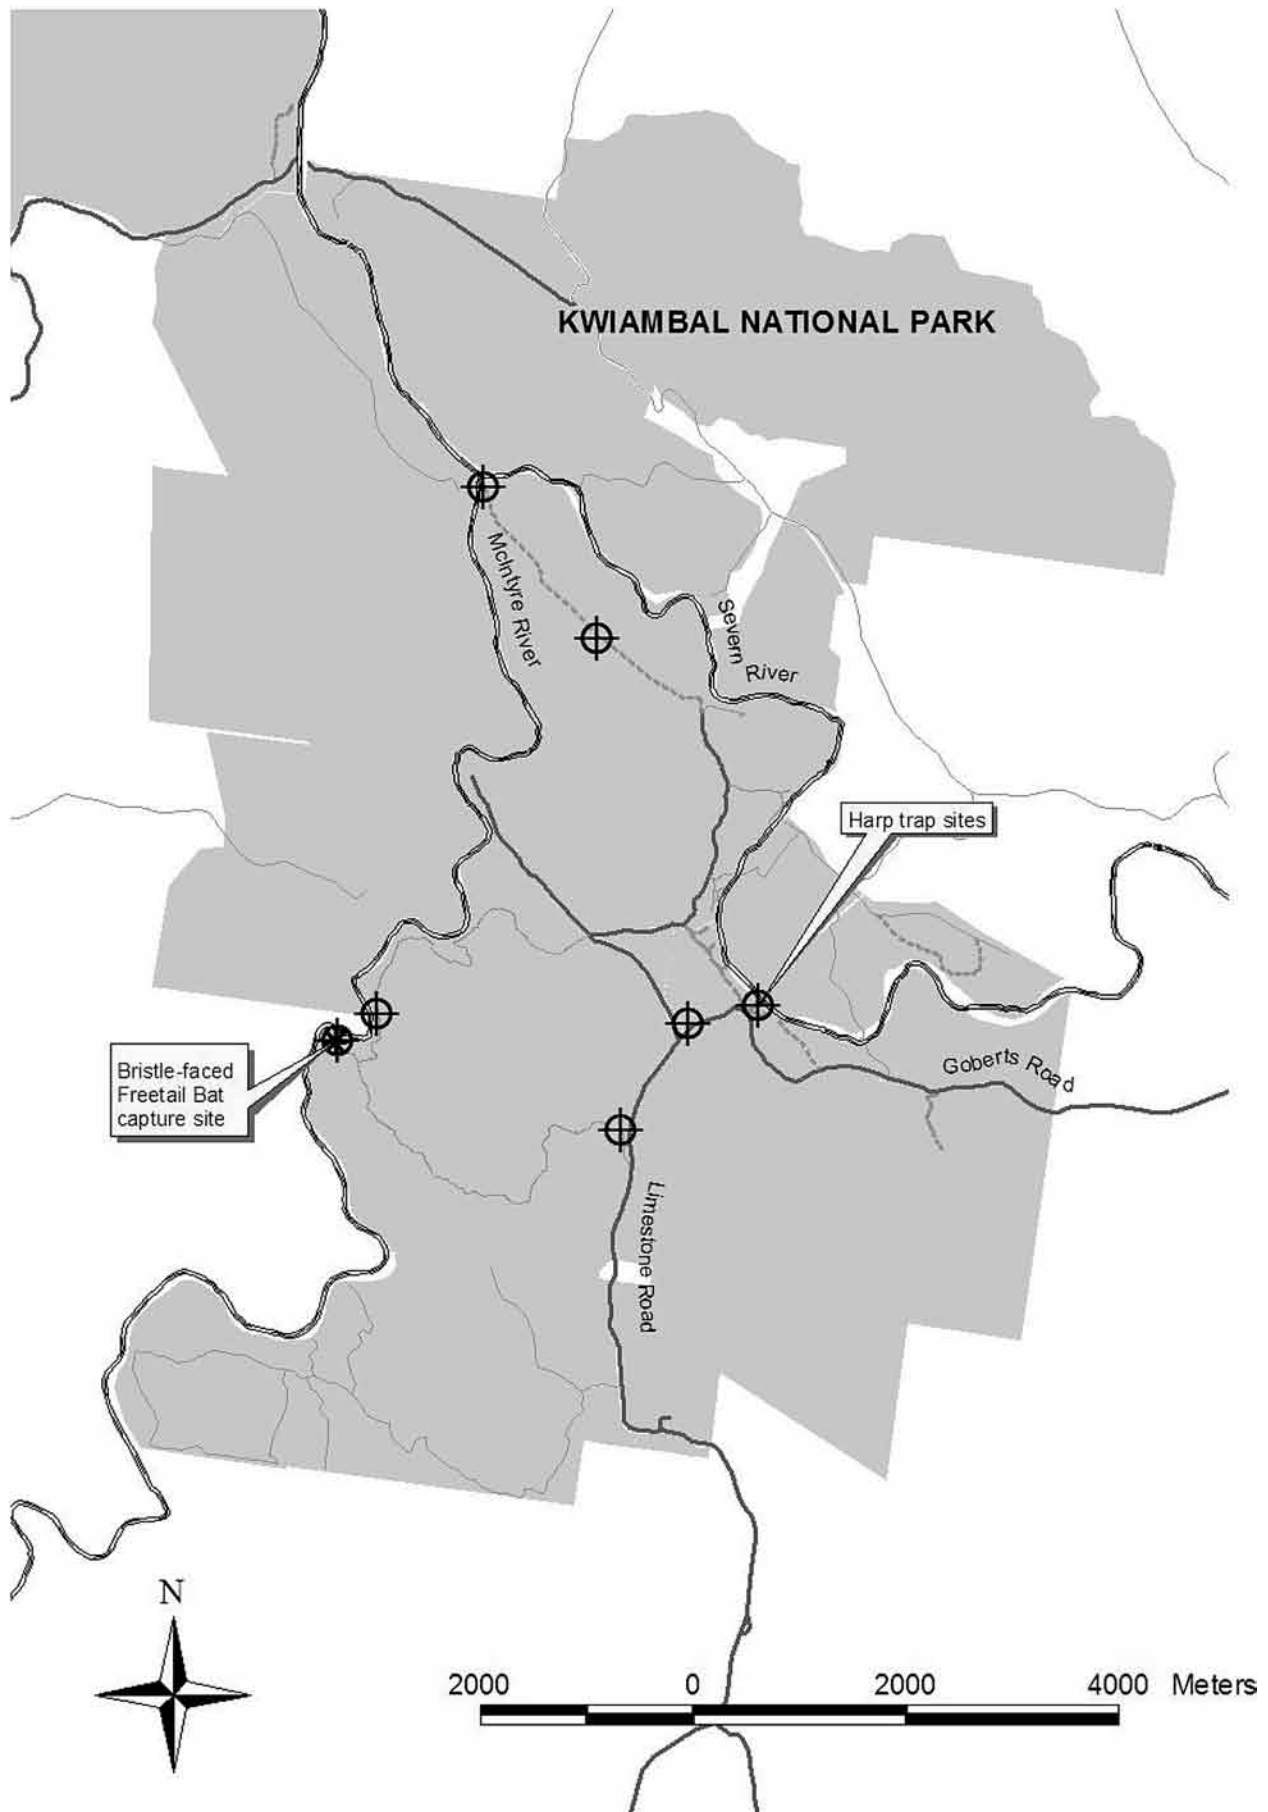 KWIAMBAL NATIONAL PARK
McIntyre River
Severn
River
Harp trap sites
Bristle-faced
Freetail Bat
capture site
Goberts Road
Limestone Road
N
2000 0 2000 4000 Meters